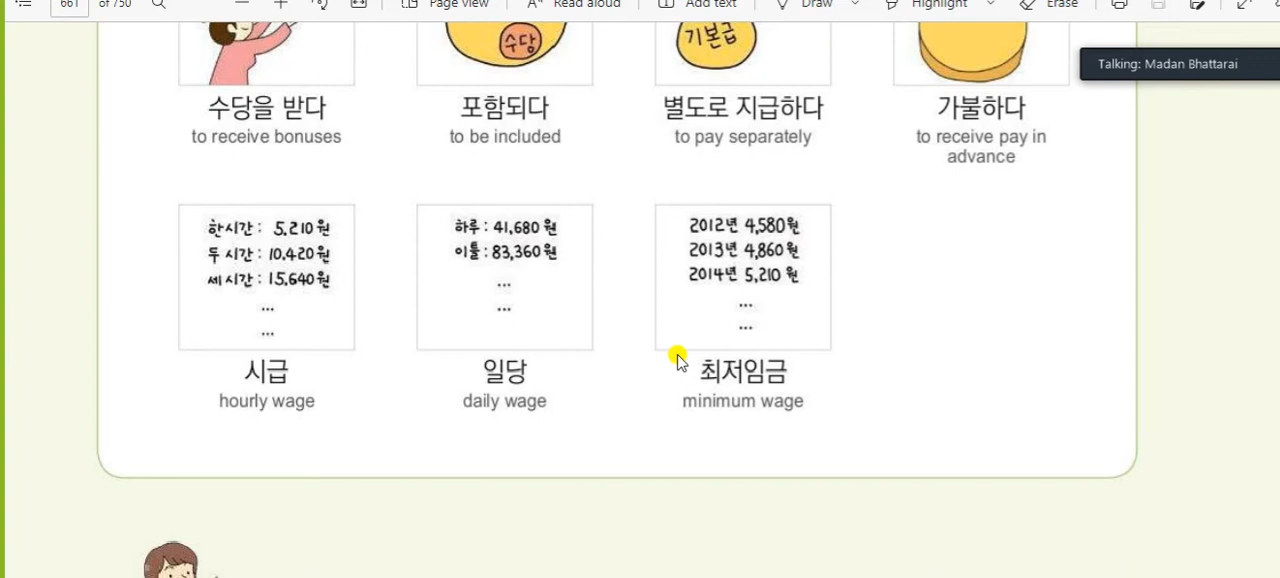 661 of 750 Page view Read aloud Add text Draw Highlight Erase
Talking: Madan Bhattarai
수당 기본급
수당을 받다 포함되다 별도로 지급하다 가불하다
to receive bonuses to be included to pay separately to receive pay in
advance
한시간 : 5,210원
두 시간 : 10,420원
세시간 : 15,640원
...
...
하루 : 41,680원
이틀 : 83,360원
...
...
2012년 4,580원
2013년 4,860원
2014년 5,210원
...
...
시급 일당 최저임금
hourly wage daily wage minimum wage